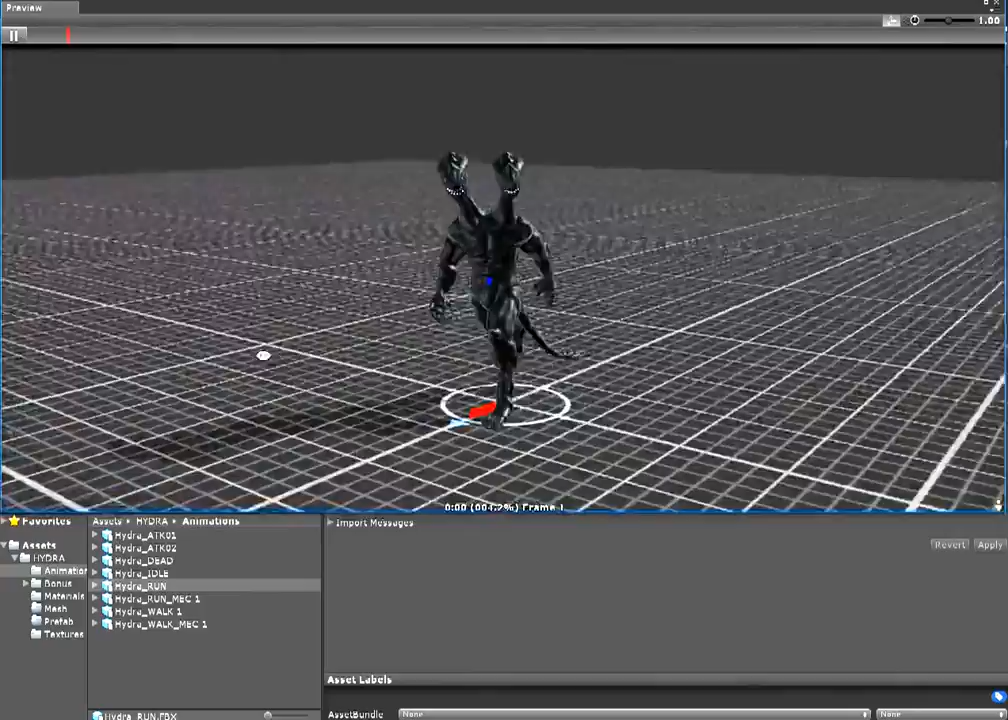 Preview
1.00
0:00 (004.2%) Frame 1
Favorites
Assets
HYDRA
Animation
Bonus
Materials
Mesh
Prefab
Textures
Assets ▸ HYDRA ▸ Animations
Hydra_ATK01
Hydra_ATK02
Hydra_DEAD
Hydra_IDLE
Hydra_RUN
Hydra_RUN_MEC 1
Hydra_WALK 1
Hydra_WALK_MEC 1
Hydra_RUN.FBX
Import Messages
Revert Apply
Asset Labels
AssetBundle None None